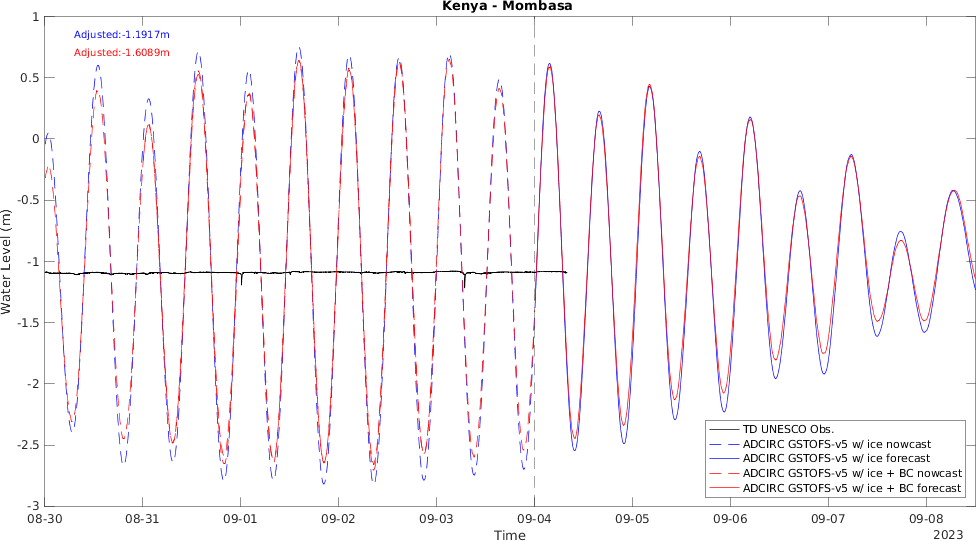 Kenya - Mombasa
Adjusted:-1.1917m
Adjusted:-1.6089m
Water Level (m)
1
0.5
0
-0.5
-1
-1.5
-2
-2.5
-3
08-30 08-31 09-01 09-02 09-03 09-04 09-05 09-06 09-07 09-08
Time
2023
TD UNESCO Obs.
ADCIRC GSTOFS-v5 w/ ice nowcast
ADCIRC GSTOFS-v5 w/ ice forecast
ADCIRC GSTOFS-v5 w/ ice + BC nowcast
ADCIRC GSTOFS-v5 w/ ice + BC forecast